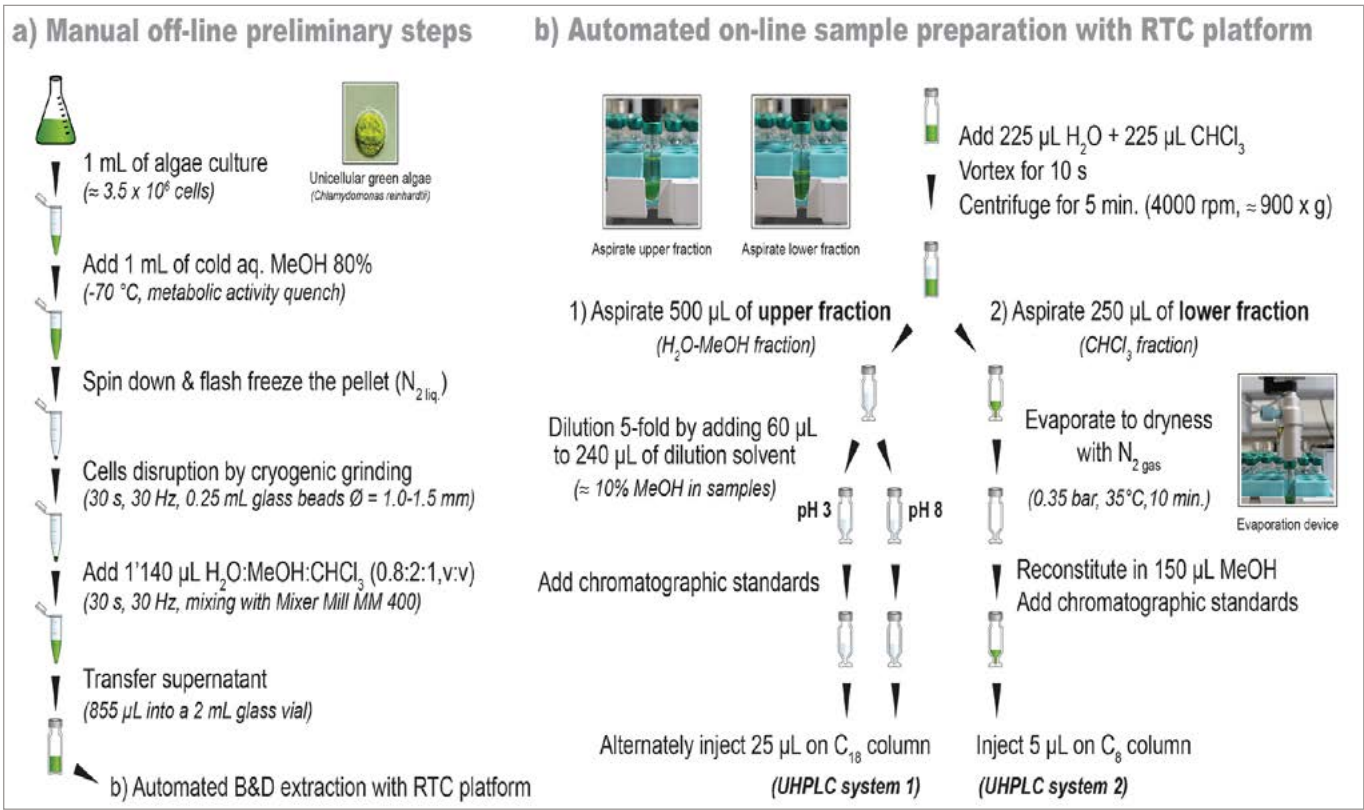 a) Manual off-line preliminary steps
1 mL of algae culture
(≈ 3.5 x 10⁶ cells)
Unicellular green algae
(Chlamydomonas reinhardtii)
Add 1 mL of cold aq. MeOH 80%
(-70 °C, metabolic activity quench)
Spin down & flash freeze the pellet (N₂ liq.)
Cells disruption by cryogenic grinding
(30 s, 30 Hz, 0.25 mL glass beads Ø = 1.0-1.5 mm)
Add 1'140 µL H₂O:MeOH:CHCl₃ (0.8:2:1,v:v)
(30 s, 30 Hz, mixing with Mixer Mill MM 400)
Transfer supernatant
(855 µL into a 2 mL glass vial)
b) Automated B&D extraction with RTC platform
b) Automated on-line sample preparation with RTC platform
Aspirate upper fraction
Aspirate lower fraction
Add 225 µL H₂O + 225 µL CHCl₃
Vortex for 10 s
Centrifuge for 5 min. (4000 rpm, ≈ 900 x g)
1) Aspirate 500 µL of upper fraction
(H₂O-MeOH fraction)
2) Aspirate 250 µL of lower fraction
(CHCl₃ fraction)
Dilution 5-fold by adding 60 µL
to 240 µL of dilution solvent
(≈ 10% MeOH in samples)
pH 3
pH 8
Evaporate to dryness
with N₂ gas
(0.35 bar, 35°C,10 min.)
Evaporation device
Add chromatographic standards
Reconstitute in 150 µL MeOH
Add chromatographic standards
Alternately inject 25 µL on C₁₈ column
(UHPLC system 1)
Inject 5 µL on C₈ column
(UHPLC system 2)